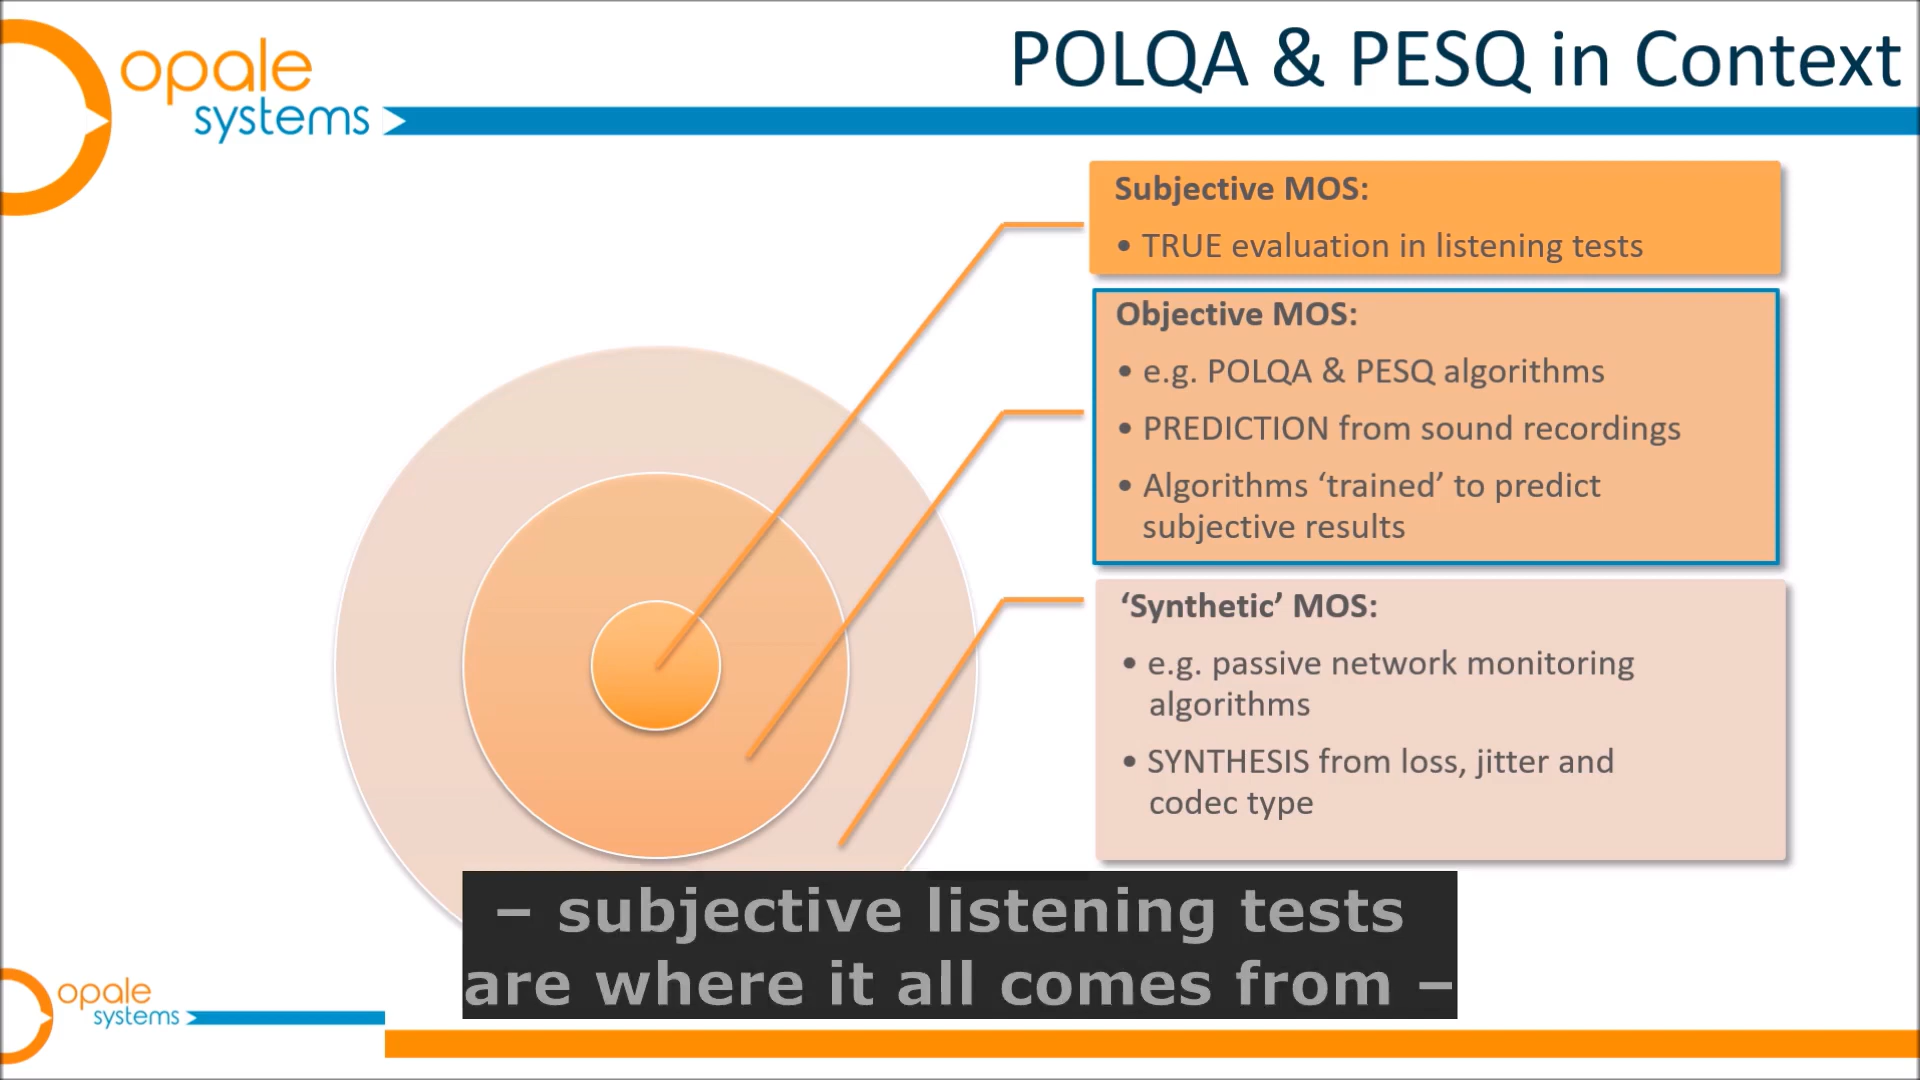 opale
systems
POLQA & PESQ in Context
Subjective MOS:
• TRUE evaluation in listening tests
Objective MOS:
• e.g. POLQA & PESQ algorithms
• PREDICTION from sound recordings
• Algorithms ‘trained’ to predict
subjective results
‘Synthetic’ MOS:
• e.g. passive network monitoring
algorithms
• SYNTHESIS from loss, jitter and
codec type
– subjective listening tests
are where it all comes from –
opale
systems